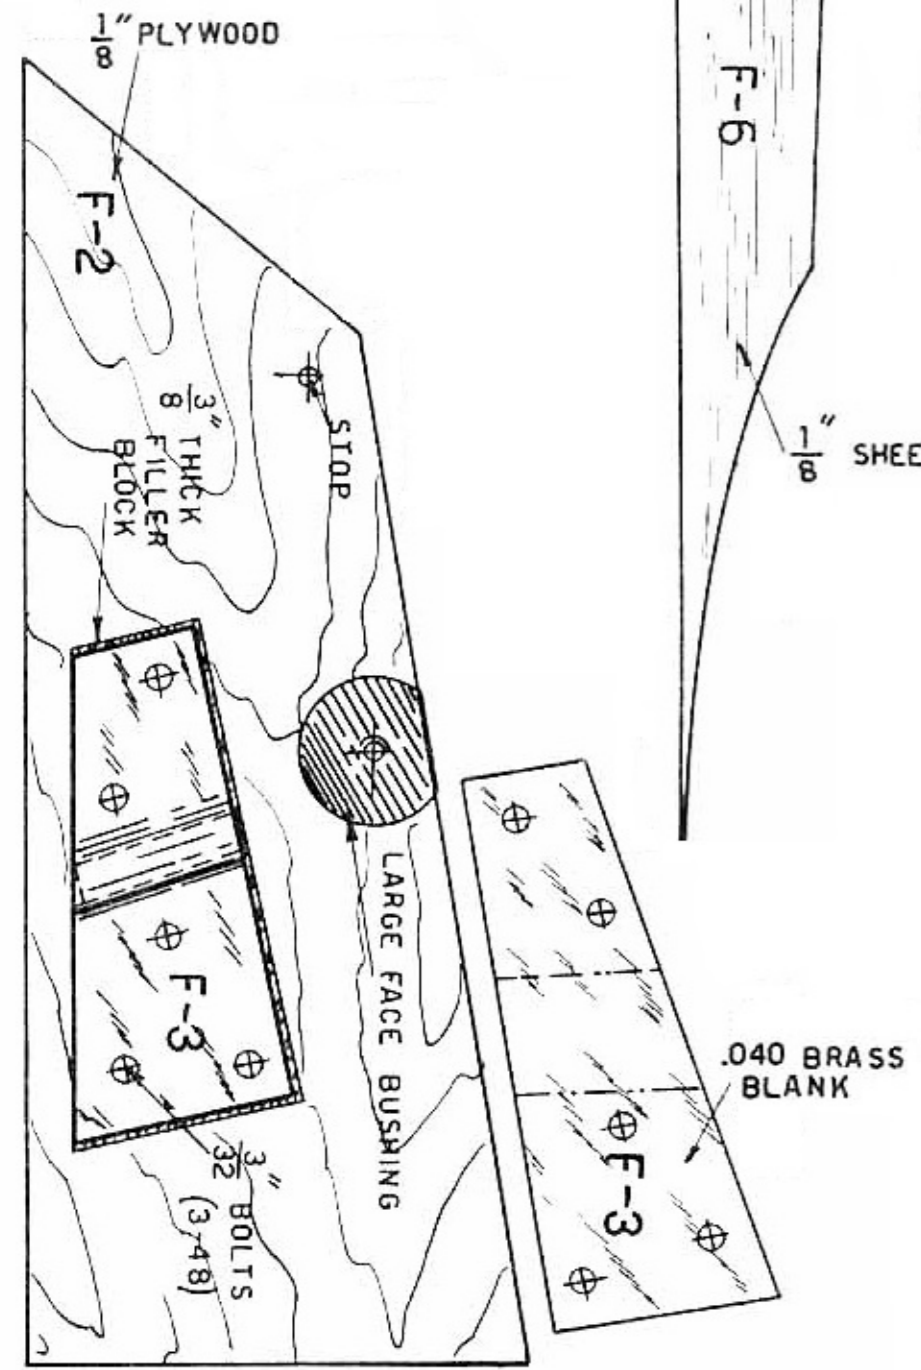 1/8" PLYWOOD
F-2
F-6
1/8" SHEE
STOP
3/8" THICK
FILLER
BLOCK
LARGE FACE BUSHING
F-3
.040 BRASS
BLANK
F-3
3/32" BOLTS
(3-48)